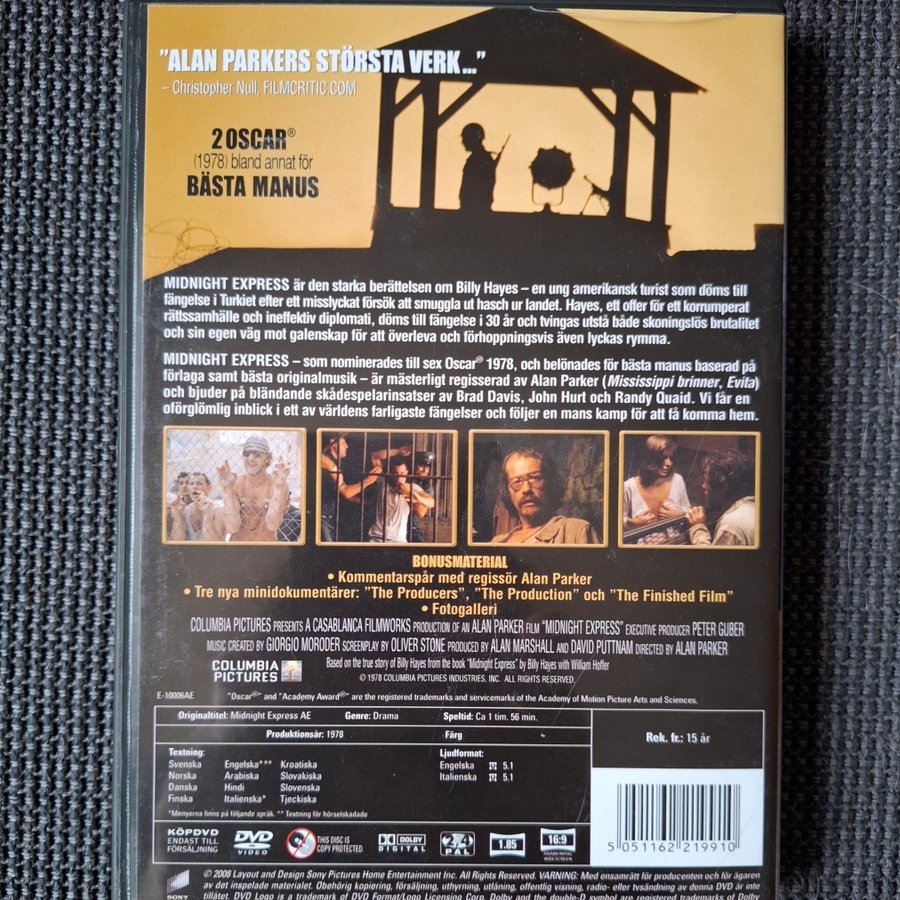 "ALAN PARKERS STÖRSTA VERK..."
– Christopher Null, FILMCRITIC.COM
2 OSCAR®
(1978) bland annat för
BÄSTA MANUS
MIDNIGHT EXPRESS är den starka berättelsen om Billy Hayes – en ung amerikansk turist som döms till
fängelse i Turkiet efter ett misslyckat försök att smuggla ut hasch ur landet. Hayes, ett offer för ett korrumperat
rättssamhälle och ineffektiv diplomati, döms till fängelse i 30 år och tvingas utstå både skoningslös brutalitet
och sin egen väg mot galenskap för att överleva och förhoppningsvis även lyckas rymma.
MIDNIGHT EXPRESS – som nominerades till sex Oscar® 1978, och belönades för bästa manus baserad på
förlaga samt bästa originalmusik – är mästerligt regisserad av Alan Parker (Mississippi brinner, Evita)
och bjuder på bländande skådespelarinsatser av Brad Davis, John Hurt och Randy Quaid. Vi får en
oförglömlig inblick i ett av världens farligaste fängelser och följer en mans kamp för att få komma hem.
BONUSMATERIAL
• Kommentarspår med regissör Alan Parker
• Tre nya minidokumentärer: "The Producers", "The Production" och "The Finished Film"
• Fotogalleri
COLUMBIA PICTURES PRESENTS A CASABLANCA FILMWORKS PRODUCTION OF AN ALAN PARKER FILM "MIDNIGHT EXPRESS" EXECUTIVE PRODUCER PETER GUBER
MUSIC CREATED BY GIORGIO MORODER SCREENPLAY BY OLIVER STONE PRODUCED BY ALAN MARSHALL AND DAVID PUTTNAM DIRECTED BY ALAN PARKER
COLUMBIA
PICTURES
Based on the true story of Billy Hayes from the book "Midnight Express" by Billy Hayes with William Hoffer
© 1978 COLUMBIA PICTURES INDUSTRIES, INC. ALL RIGHTS RESERVED.
E-10006AE
"Oscar®" and "Academy Award®" are the registered trademarks and servicemarks of the Academy of Motion Picture Arts and Sciences.
Originaltitel: Midnight Express AE Genre: Drama Speltid: Ca 1 tim. 56 min.
Produktionsår: 1978 Färg
Rek. fr.: 15 år
Textning: Ljudformat:
Svenska Engelska*** Kroatiska Engelska 5.1
Norska Arabiska Slovakiska Italienska 5.1
Danska Hindi Slovenska
Finska Italienska* Tjeckiska
*Menyerna finns på följande språk. ** Textning för hörselskadade
KÖPDVD
ENDAST TILL
FÖRSÄLJNING
DVD
VIDEO
THIS DISC IS
COPY PROTECTED.
DOLBY
DIGITAL
2+4
PAL
1.85
16:9
ANAMORPHIC
WIDESCREEN
5 051162 219910
SONY
© 2008 Layout and Design Sony Pictures Home Entertainment Inc. All Rights Reserved. VARNING: Med ensamrätt för producenten och för ägaren
av det inspelade materialet. Obehörig kopiering, försäljning, uthyrning, utlåning, offentlig visning, radio- eller tvsändning av denna DVD är inte
tillåtet. DVD Logo is a trademark of DVD Format/Logo Licensing Corp. Dolby and the double-D symbol are registered trademarks of Dolby